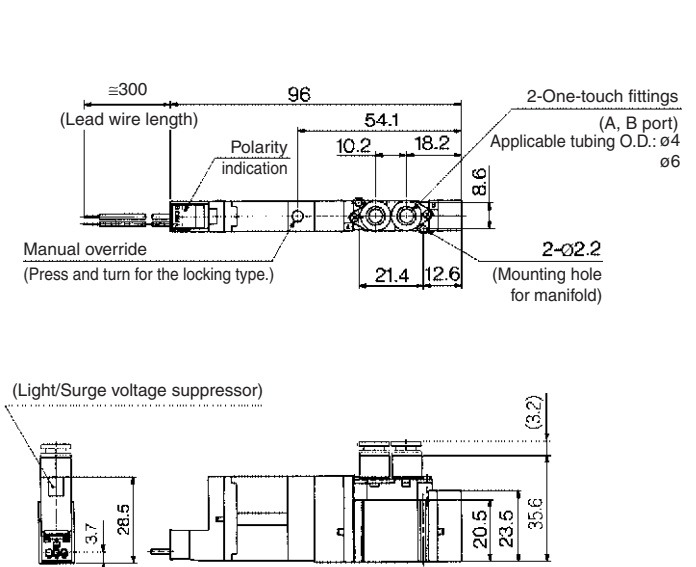 ≅300
96
2-One-touch fittings
(Lead wire length)
54.1
(A, B port)
Polarity
indication
10.2
18.2
Applicable tubing O.D.: ø4
ø6
8.6
Manual override
(Press and turn for the locking type.)
2-Ø2.2
21.4
12.6
(Mounting hole
for manifold)
(Light/Surge voltage suppressor)
(3.2)
3.7
28.5
20.5
23.5
35.6